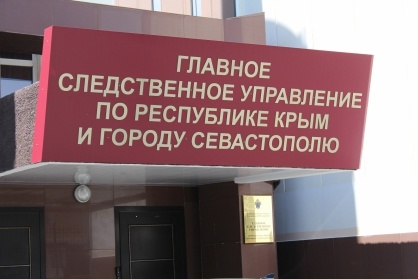 ГЛАВНОЕ
СЛЕДСТВЕННОЕ УПРАВЛЕНИЕ
ПО РЕСПУБЛИКЕ КРЫМ
И ГОРОДУ СЕВАСТОПОЛЮ